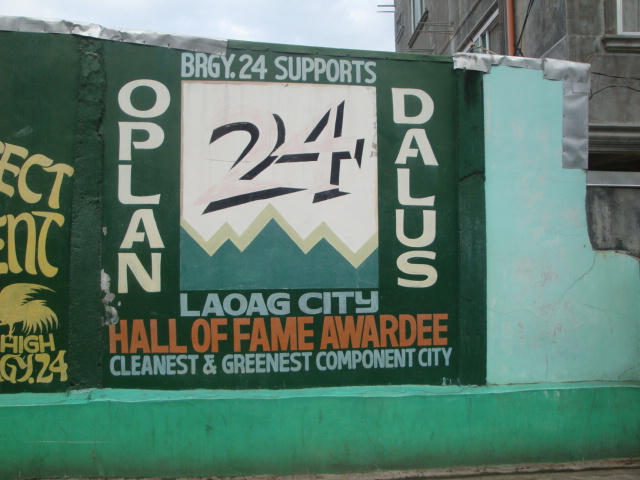 BRGY. 24 SUPPORTS
OPLAN
24
DALUS
LAOAG CITY
HALL OF FAME AWARDEE
CLEANEST & GREENEST COMPONENT CITY
ECT
ENT
HIGH
GY. 24